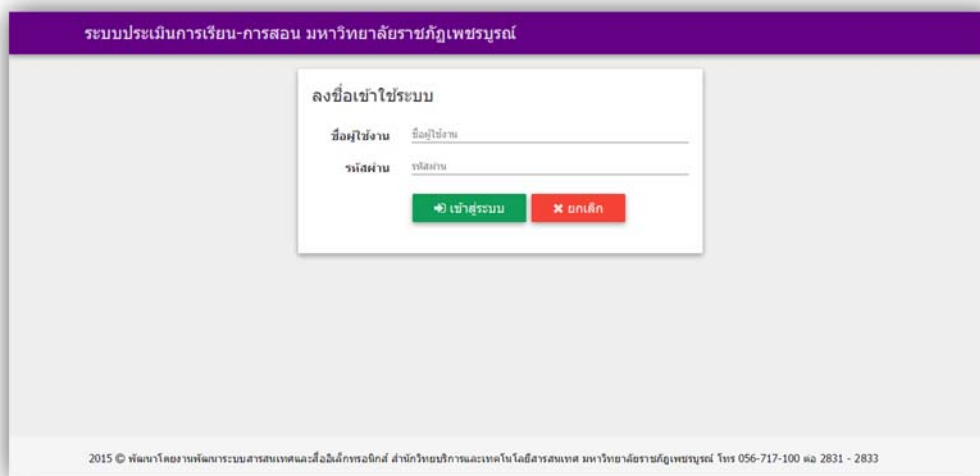 ระบบประเมินการเรียน-การสอน มหาวิทยาลัยราชภัฏเพชรบูรณ์
ลงชื่อเข้าใช้ระบบ
ชื่อผู้ใช้งาน ชื่อผู้ใช้งาน
รหัสผ่าน รหัสผ่าน
เข้าสู่ระบบ ยกเลิก
2015 © พัฒนาโดยงานพัฒนาระบบสารสนเทศและสื่ออิเล็กทรอนิกส์ สำนักวิทยบริการและเทคโนโลยีสารสนเทศ มหาวิทยาลัยราชภัฏเพชรบูรณ์ โทร 056-717-100 ต่อ 2831 - 2833